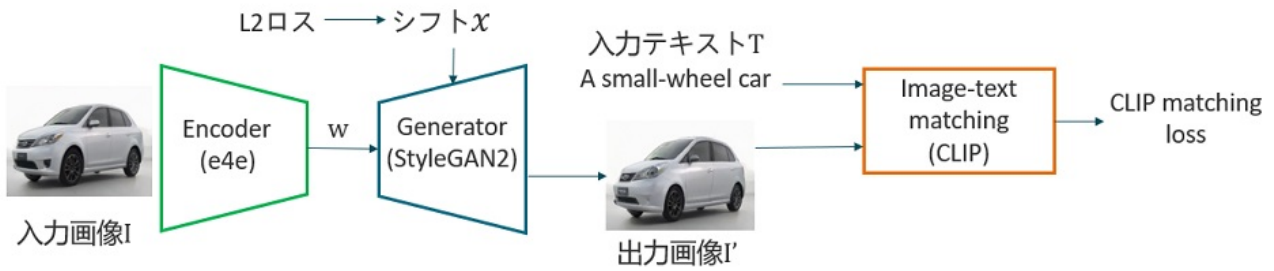 L2ロス
シフトx
入力テキストT
A small-wheel car
Encoder
(e4e)
w
Generator
(StyleGAN2)
Image-text
matching
(CLIP)
CLIP matching
loss
入力画像I
出力画像I'